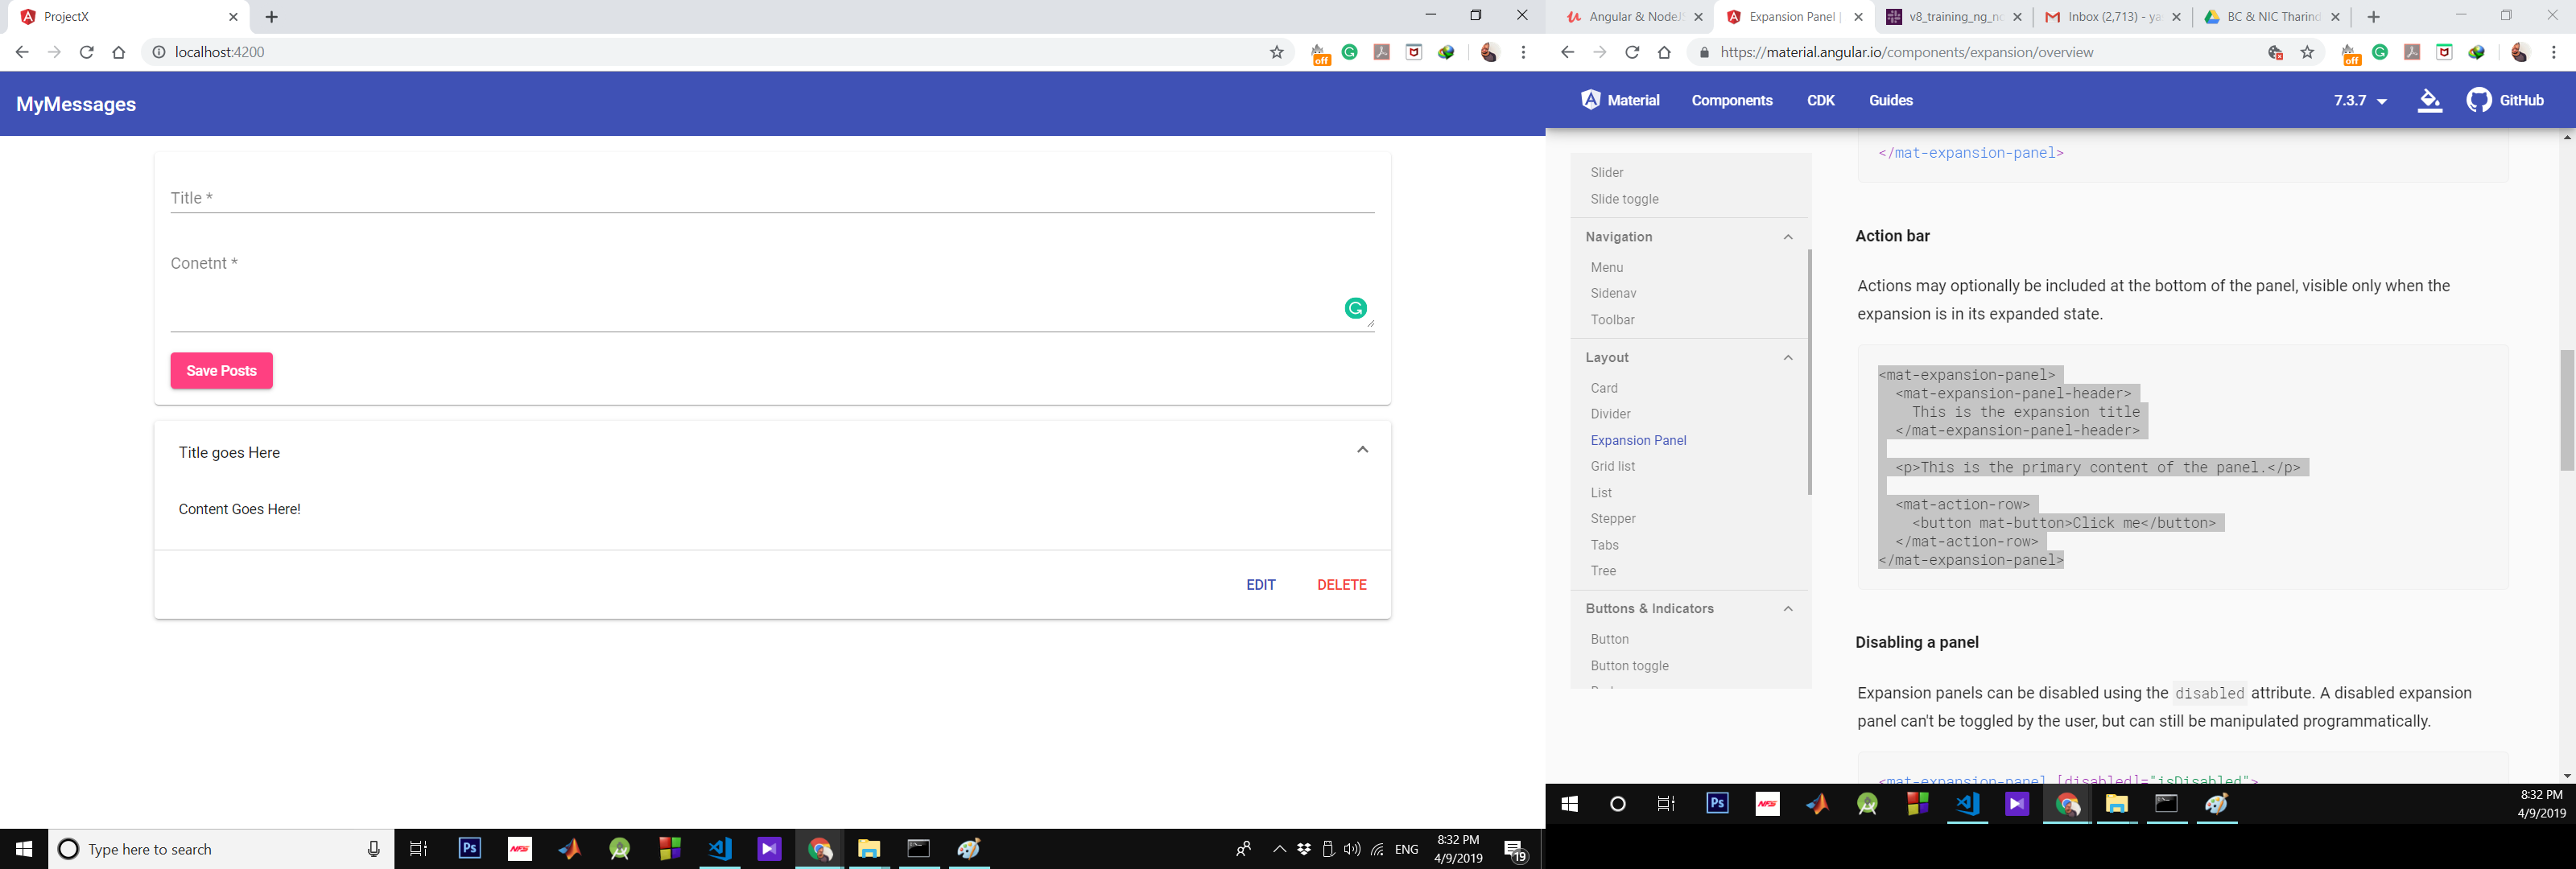 ProjectX
localhost:4200
off
MyMessages
Title *
Conetnt *
Save Posts
Title goes Here
Content Goes Here!
EDIT
DELETE
Type here to search
Ps
NFS
ENG
8:32 PM
4/9/2019
19
Angular & NodeJS
Expansion Panel |
v8_training_ng_no
Inbox (2,713) - ya
BC & NIC Tharind
https://material.angular.io/components/expansion/overview
off
Material
Components
CDK
Guides
7.3.7
GitHub
Slider
Slide toggle
Navigation
Menu
Sidenav
Toolbar
Layout
Card
Divider
Expansion Panel
Grid list
List
Stepper
Tabs
Tree
Buttons & Indicators
Button
Button toggle
</mat-expansion-panel>
Action bar
Actions may optionally be included at the bottom of the panel, visible only when the
expansion is in its expanded state.
<mat-expansion-panel>
<mat-expansion-panel-header>
This is the expansion title
</mat-expansion-panel-header>
<p>This is the primary content of the panel.</p>
<mat-action-row>
<button mat-button>Click me</button>
</mat-action-row>
</mat-expansion-panel>
Disabling a panel
Expansion panels can be disabled using the disabled attribute. A disabled expansion
panel can't be toggled by the user, but can still be manipulated programmatically.
<mat-expansion-panel [disabled]="isDisabled">
Ps
NFS
8:32 PM
4/9/2019